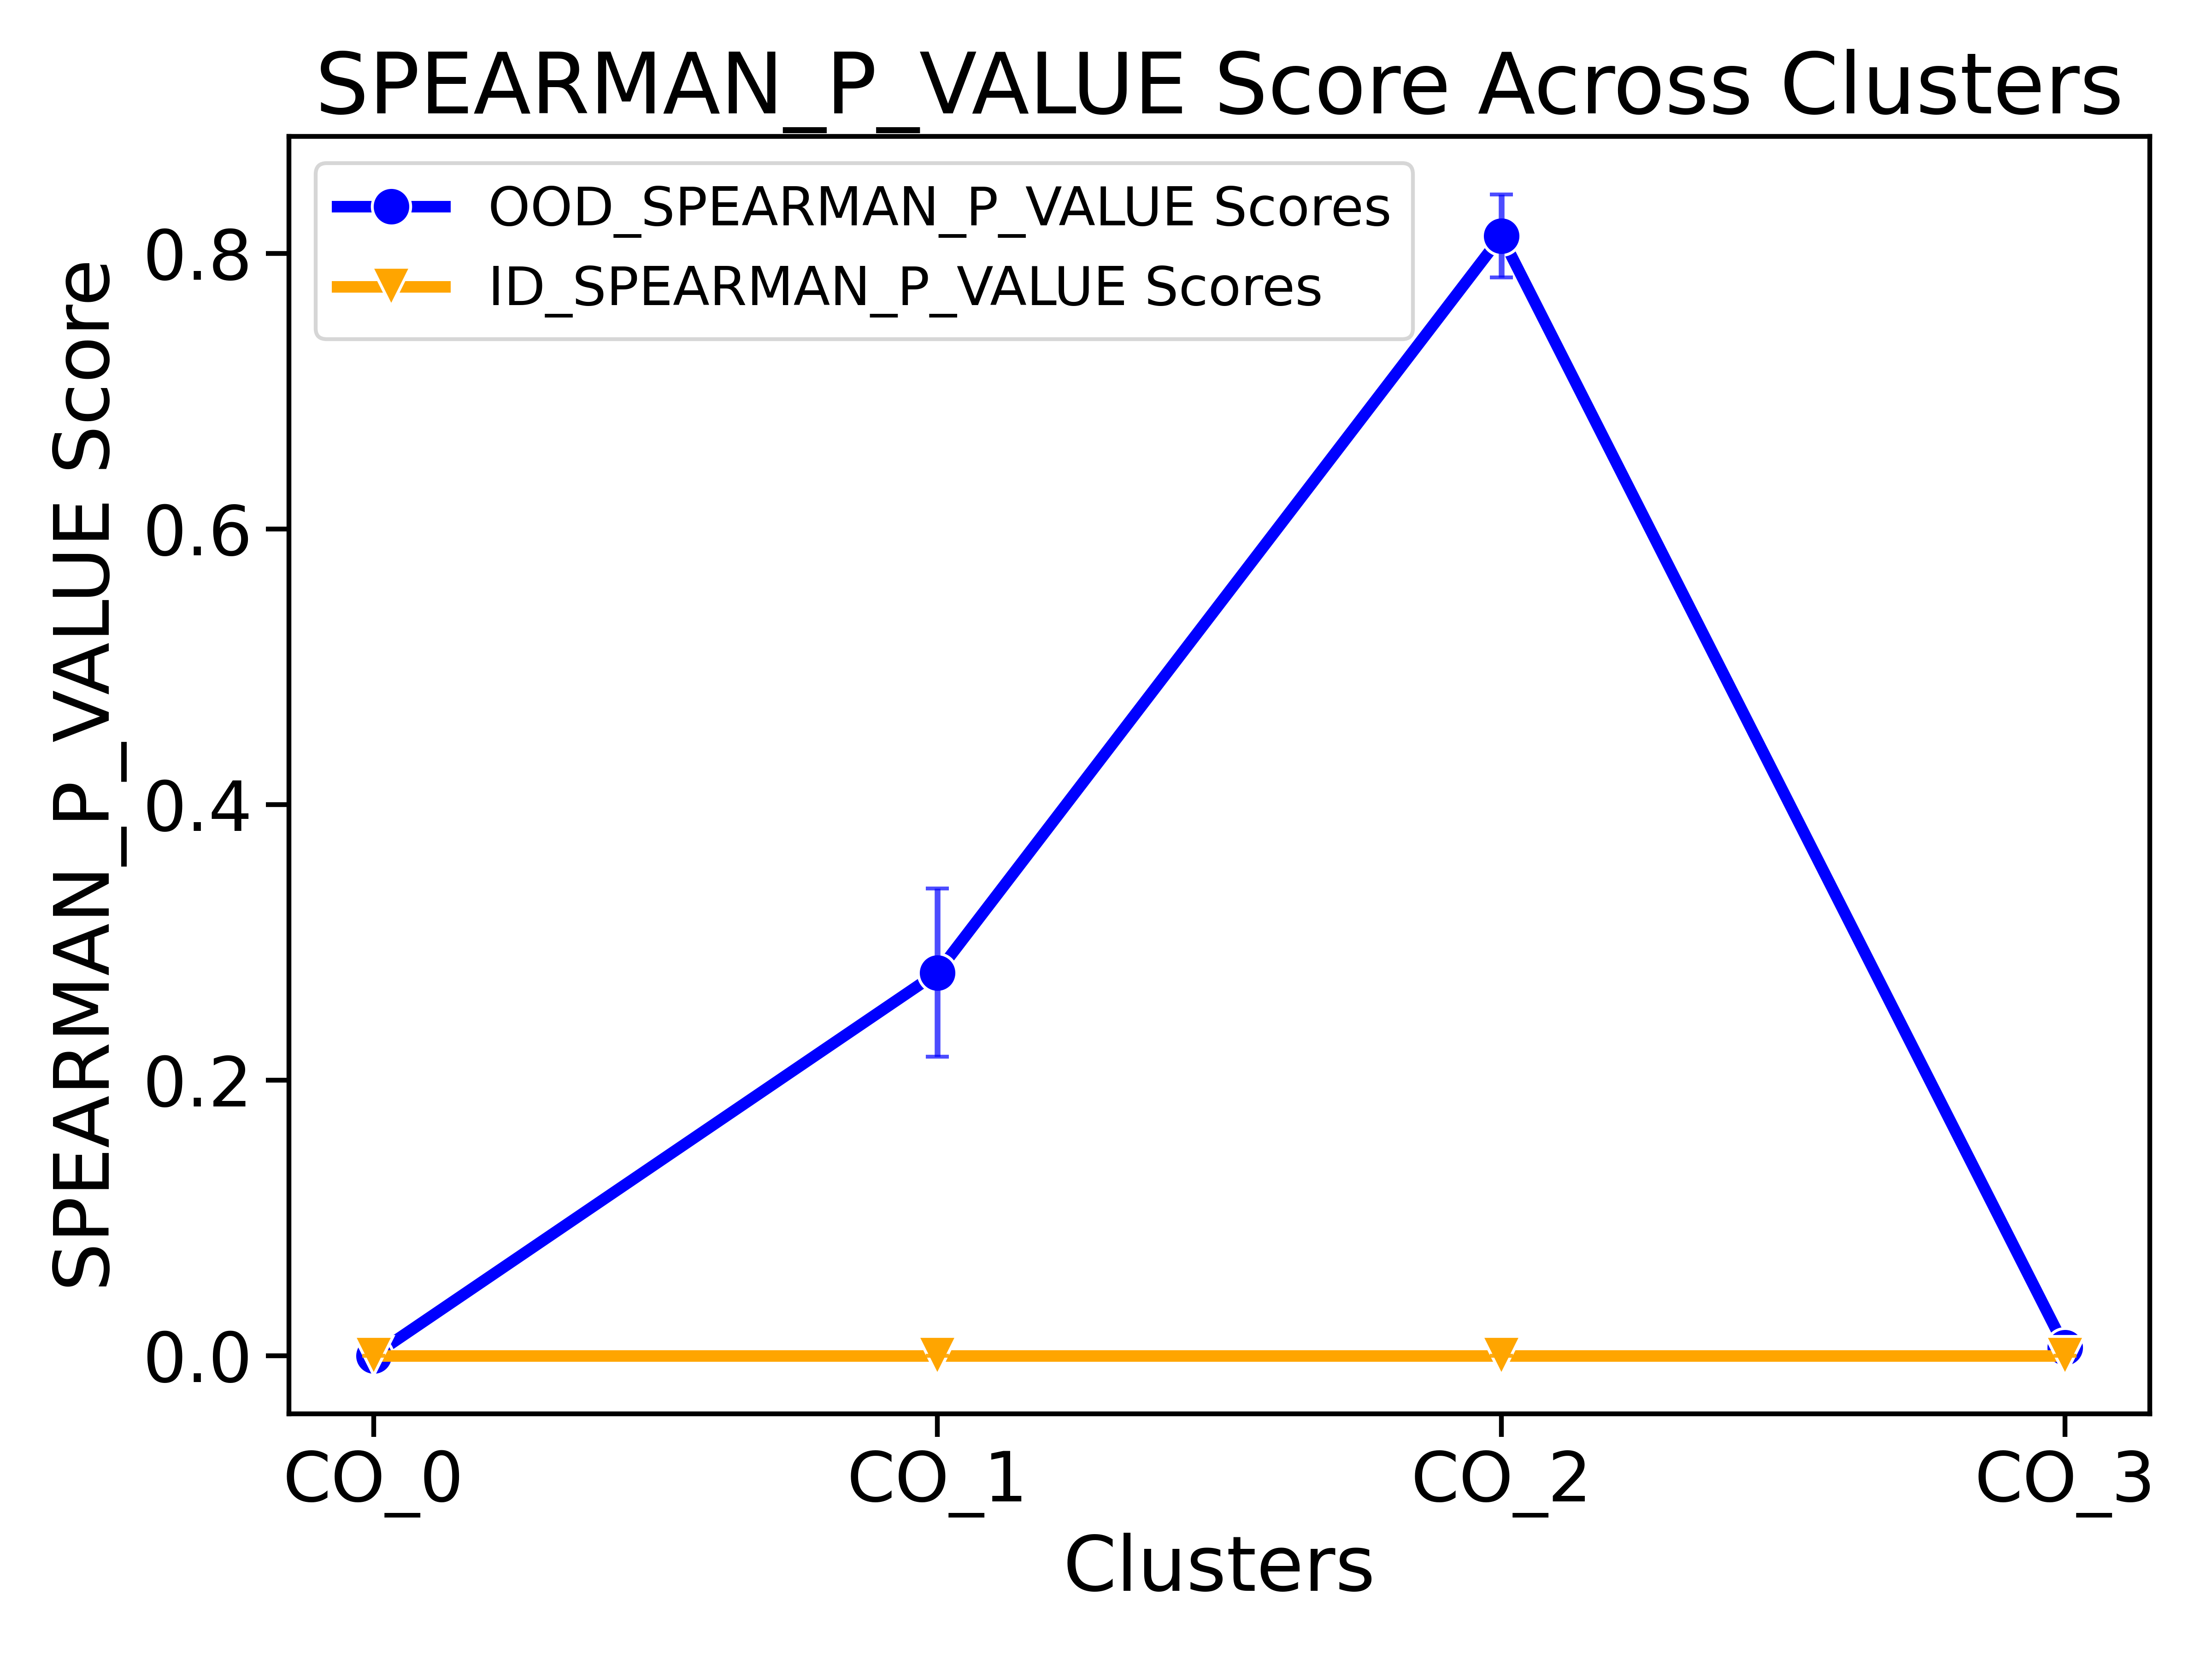 SPEARMAN_P_VALUE Score Across Clusters
OOD_SPEARMAN_P_VALUE Scores
ID_SPEARMAN_P_VALUE Scores
SPEARMAN_P_VALUE Score
0.8
0.6
0.4
0.2
0.0
CO_0 CO_1 CO_2 CO_3
Clusters